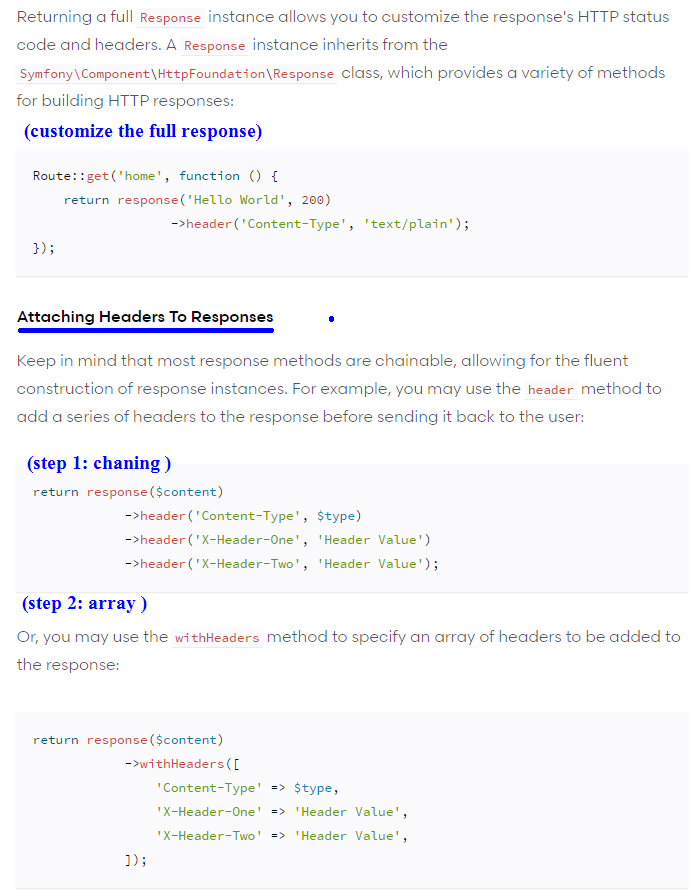 Returning a full Response instance allows you to customize the response's HTTP status
code and headers. A Response instance inherits from the
Symfony\Component\HttpFoundation\Response class, which provides a variety of methods
for building HTTP responses:
(customize the full response)
Route::get('home', function () {
    return response('Hello World', 200)
                  ->header('Content-Type', 'text/plain');
});
Attaching Headers To Responses
Keep in mind that most response methods are chainable, allowing for the fluent
construction of response instances. For example, you may use the header method to
add a series of headers to the response before sending it back to the user:
(step 1: chaning )
return response($content)
            ->header('Content-Type', $type)
            ->header('X-Header-One', 'Header Value')
            ->header('X-Header-Two', 'Header Value');
(step 2: array )
Or, you may use the withHeaders method to specify an array of headers to be added to
the response:
return response($content)
            ->withHeaders([
                'Content-Type' => $type,
                'X-Header-One' => 'Header Value',
                'X-Header-Two' => 'Header Value',
            ]);